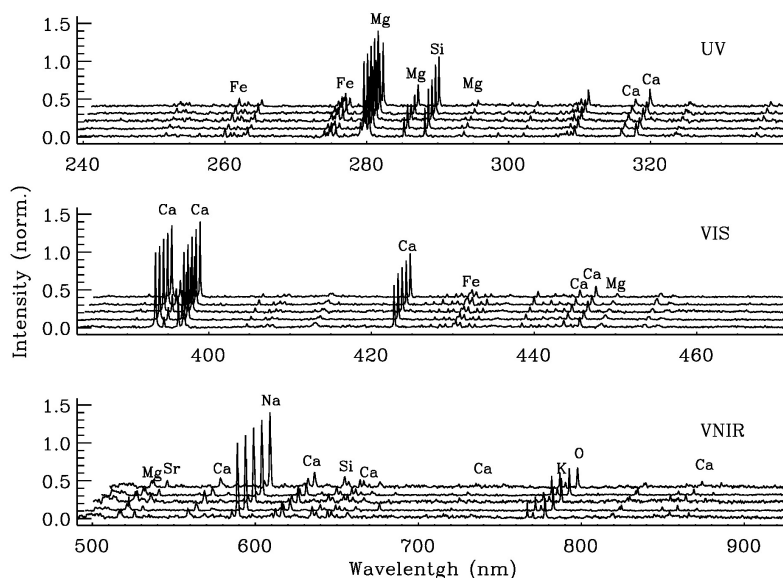 1.5
Mg
UV
Si
1.0
Fe Fe Mg Mg Ca Ca
0.5
0.0
240 260 280 300 320
Intensity (norm.)
1.5
Ca Ca
VIS
1.0
Ca
Fe Ca Ca Mg
0.5
0.0
400 420 440 460
1.5
Na
VNIR
1.0
O
Mg Sr Ca Ca Si Ca Ca K Ca
0.5
0.0
500 600 700 800 900
Wavelentgh (nm)